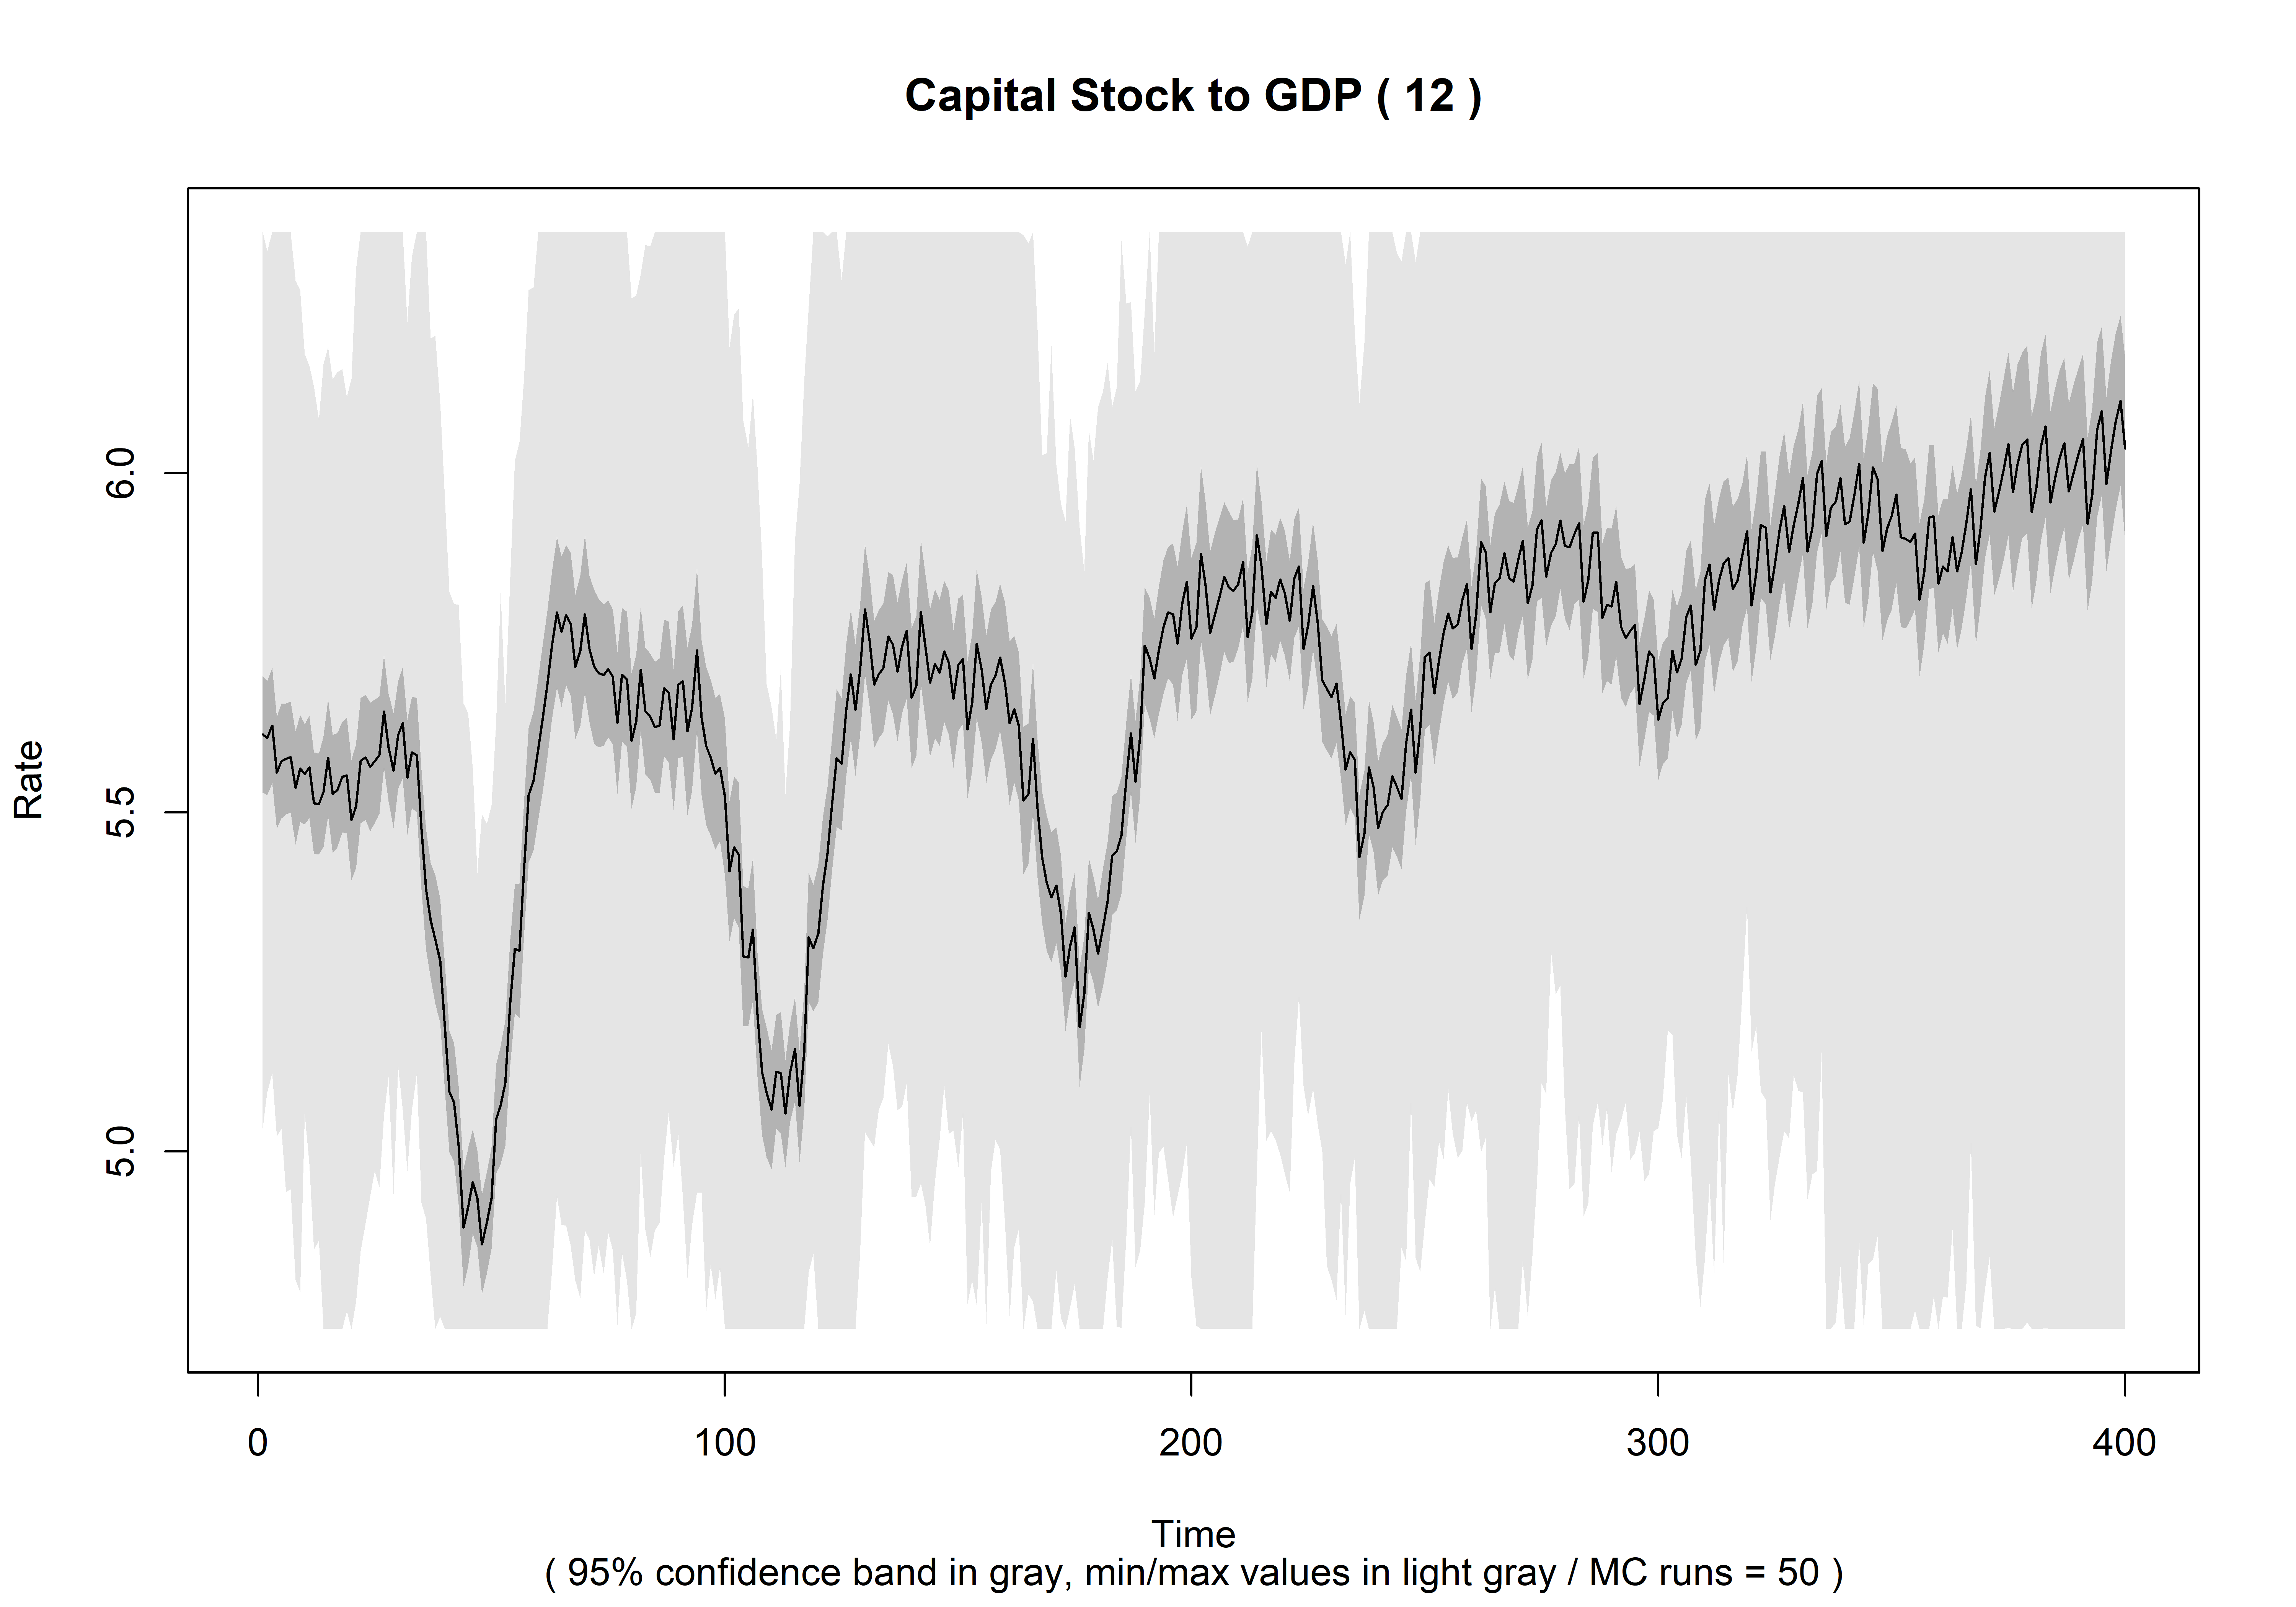 Capital Stock to GDP ( 12 )
Rate
6.0
5.5
5.0
0 100 200 300 400
Time
( 95% confidence band in gray, min/max values in light gray / MC runs = 50 )